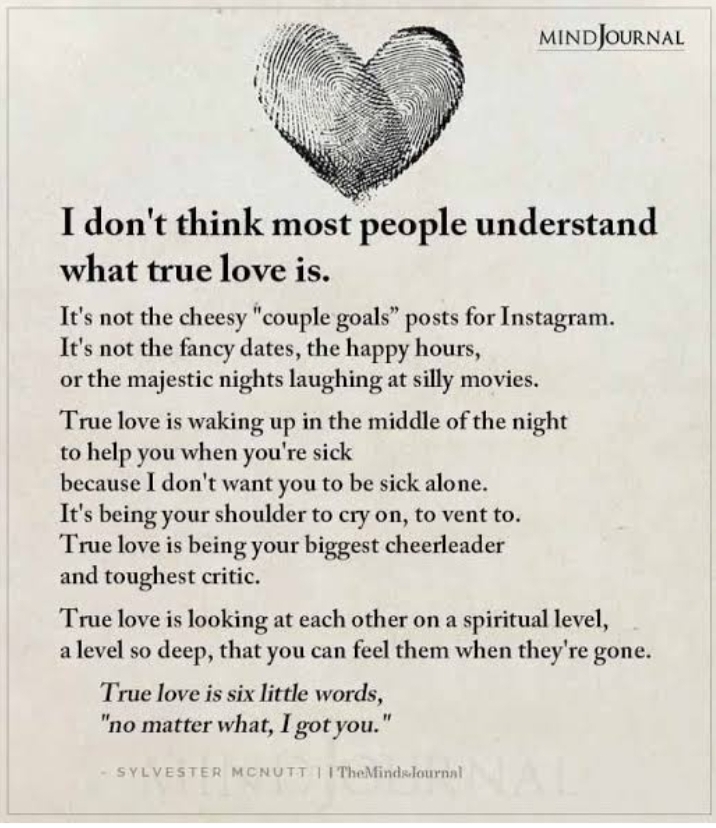 MINDJOURNAL
I don't think most people understand
what true love is.
It's not the cheesy "couple goals” posts for Instagram.
It's not the fancy dates, the happy hours,
or the majestic nights laughing at silly movies.
True love is waking up in the middle of the night
to help you when you're sick
because I don't want you to be sick alone.
It's being your shoulder to cry on, to vent to.
True love is being your biggest cheerleader
and toughest critic.
True love is looking at each other on a spiritual level,
a level so deep, that you can feel them when they're gone.
True love is six little words,
"no matter what, I got you."
- SYLVESTER MCNUTT | | TheMindsJournal